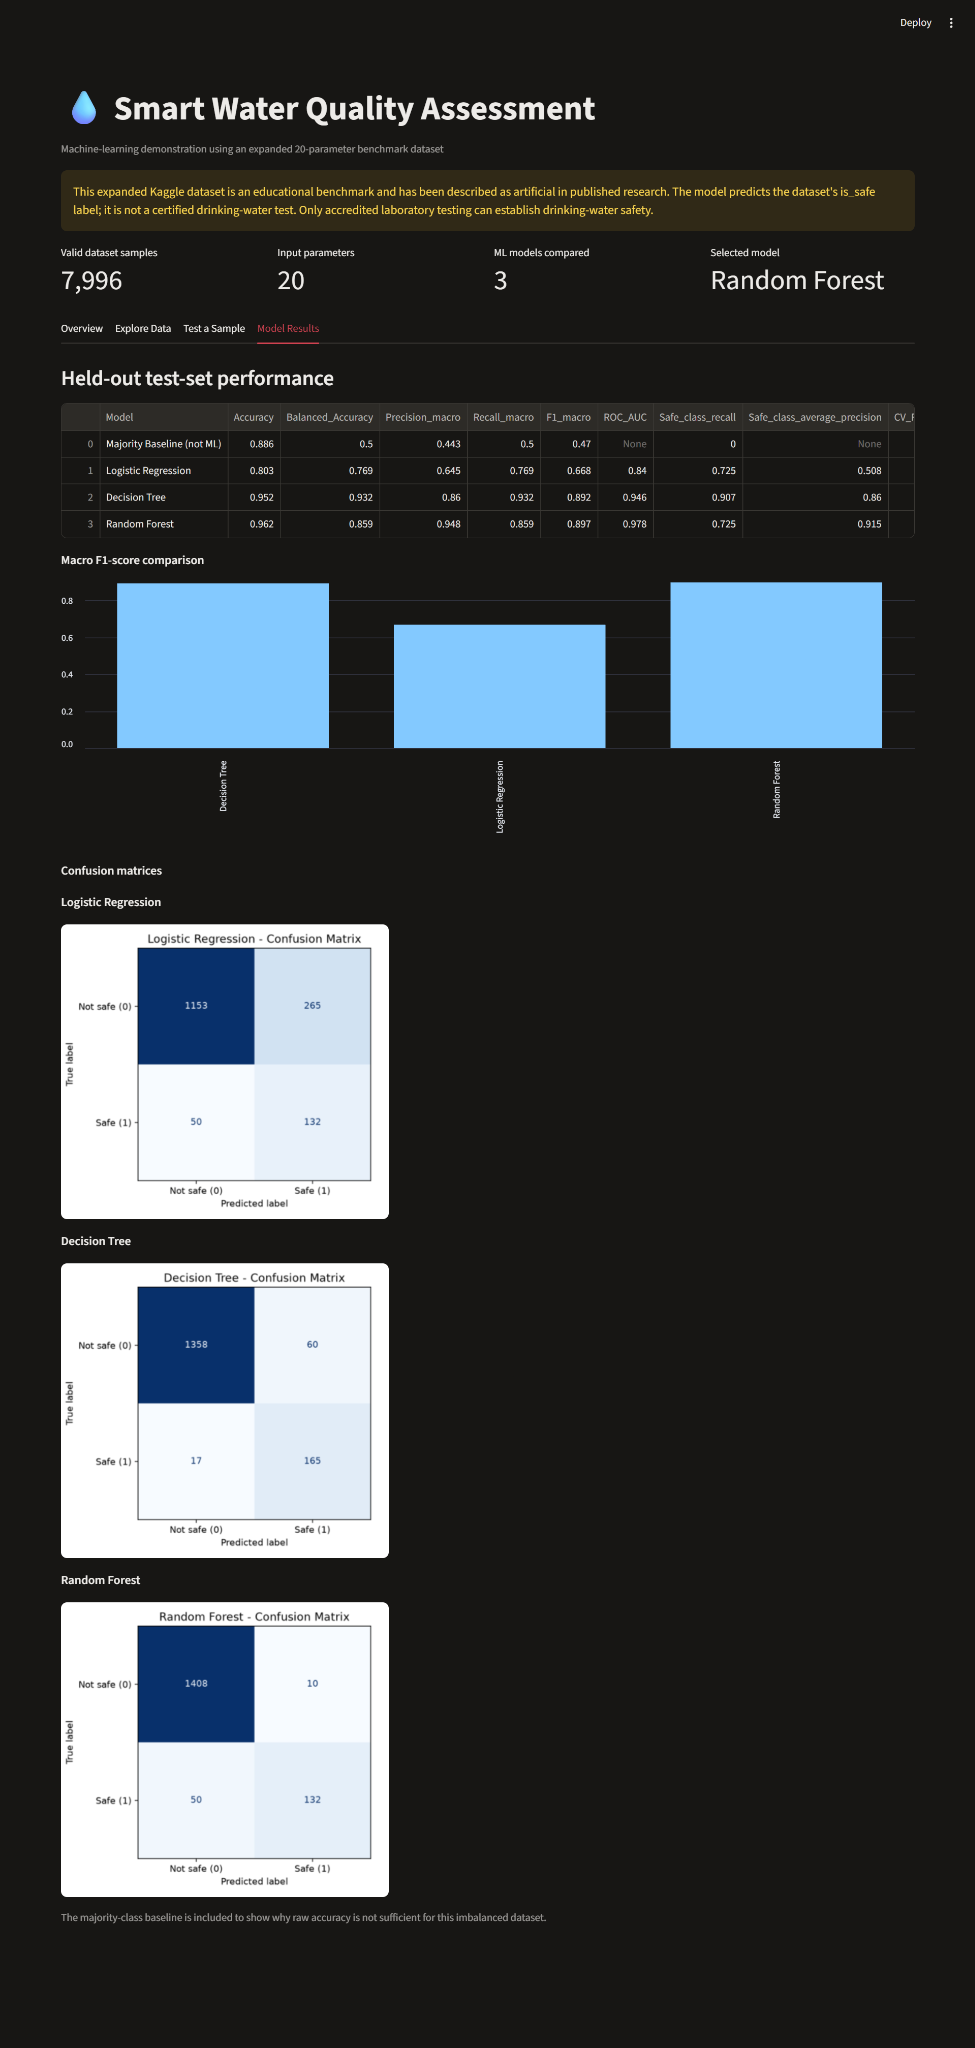 Deploy
Smart Water Quality Assessment
Machine-learning demonstration using an expanded 20-parameter benchmark dataset
This expanded Kaggle dataset is an educational benchmark and has been described as artificial in published research. The model predicts the dataset's is_safe
label; it is not a certified drinking-water test. Only accredited laboratory testing can establish drinking-water safety.
Valid dataset samples Input parameters ML models compared Selected model
7,996 20 3 Random Forest
Overview Explore Data Test a Sample Model Results
Held-out test-set performance
Model Accuracy Balanced_Accuracy Precision_macro Recall_macro F1_macro ROC_AUC Safe_class_recall Safe_class_average_precision
0 Majority Baseline (not ML) 0.886 0.5 0.443 0.5 0.47 None 0 None
1 Logistic Regression 0.803 0.769 0.645 0.769 0.668 0.84 0.725 0.508
2 Decision Tree 0.952 0.932 0.86 0.932 0.892 0.946 0.907 0.86
3 Random Forest 0.962 0.859 0.948 0.859 0.897 0.978 0.725 0.915
Macro F1-score comparison
0.8
0.6
0.4
0.2
0.0
Decision Tree
Logistic Regression
Random Forest
Confusion matrices
Logistic Regression
Logistic Regression - Confusion Matrix
Not safe (0) 1153 265
True label
Safe (1) 50 132
Not safe (0) Safe (1)
Predicted label
Decision Tree
Decision Tree - Confusion Matrix
Not safe (0) 1358 60
True label
Safe (1) 17 165
Not safe (0) Safe (1)
Predicted label
Random Forest
Random Forest - Confusion Matrix
Not safe (0) 1408 10
True label
Safe (1) 50 132
Not safe (0) Safe (1)
Predicted label
The majority-class baseline is included to show why raw accuracy is not sufficient for this imbalanced dataset.